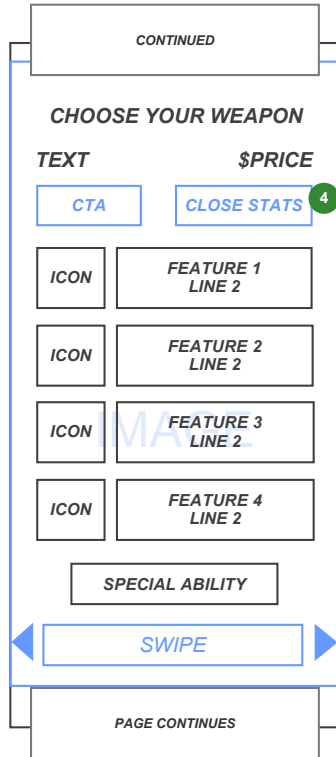 CONTINUED
CHOOSE YOUR WEAPON
TEXT $PRICE
CTA CLOSE STATS 4
ICON FEATURE 1
LINE 2
ICON FEATURE 2
LINE 2
IMAGE
ICON FEATURE 3
LINE 2
ICON FEATURE 4
LINE 2
SPECIAL ABILITY
SWIPE
PAGE CONTINUES